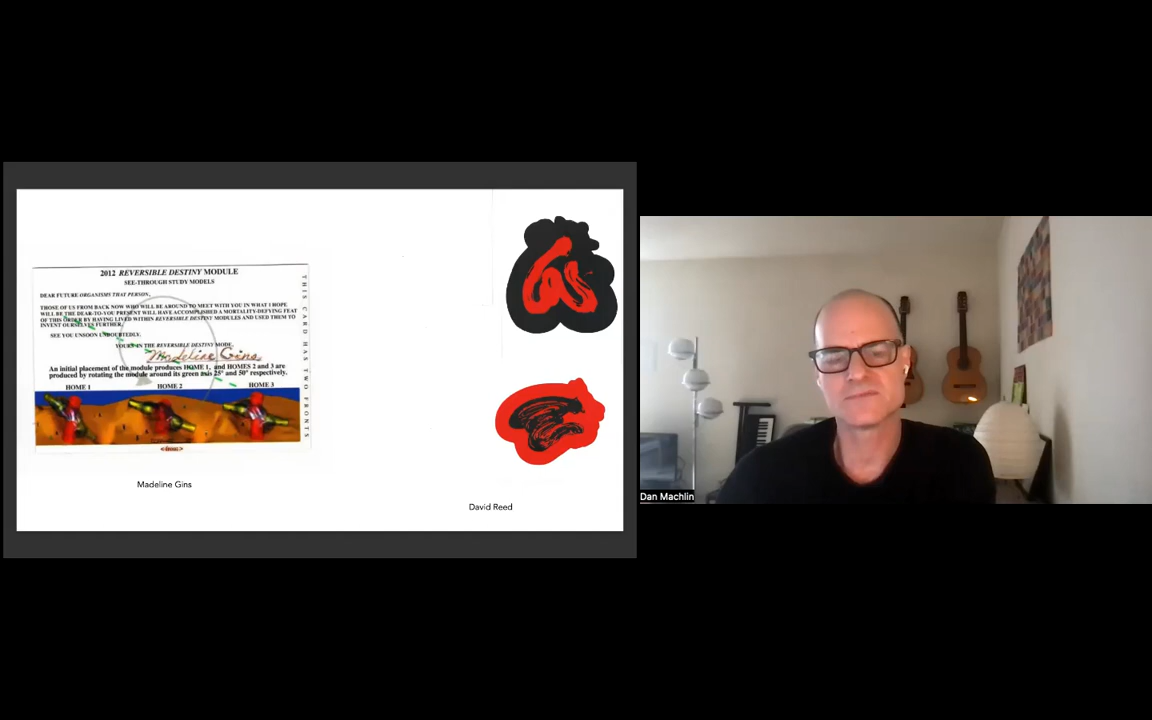 2012 REVERSIBLE DESTINY MODULE
SEE-THROUGH STUDY MODELS
DEAR FUTURE ORGANISMS THAT PERSON,
THOSE OF US FROM BACK NOW WHO WILL BE AROUND TO MEET WITH YOU IN WHAT I HOPE
WILL BE THE DEAR-TO-YOU PRESENT WILL HAVE ACCOMPLISHED A MORTALITY-DEFYING FEAT
OF THIS ORDER BY HAVING LIVED WITHIN REVERSIBLE DESTINY MODULES AND USED THEM TO
INVENT OURSELVES FURTHER.
SEE YOU UNSOON UNDOUBTEDLY.
YOURS IN THE REVERSIBLE DESTINY MODE,
Madeline Gins
An initial placement of the module produces HOME 1, and HOMES 2 and 3 are
produced by rotating the module around its green axis 25° and 50° respectively.
HOME 1 HOME 2 HOME 3
THIS CARD HAS TWO FRONTS
Madeline Gins
David Reed
Dan Machlin